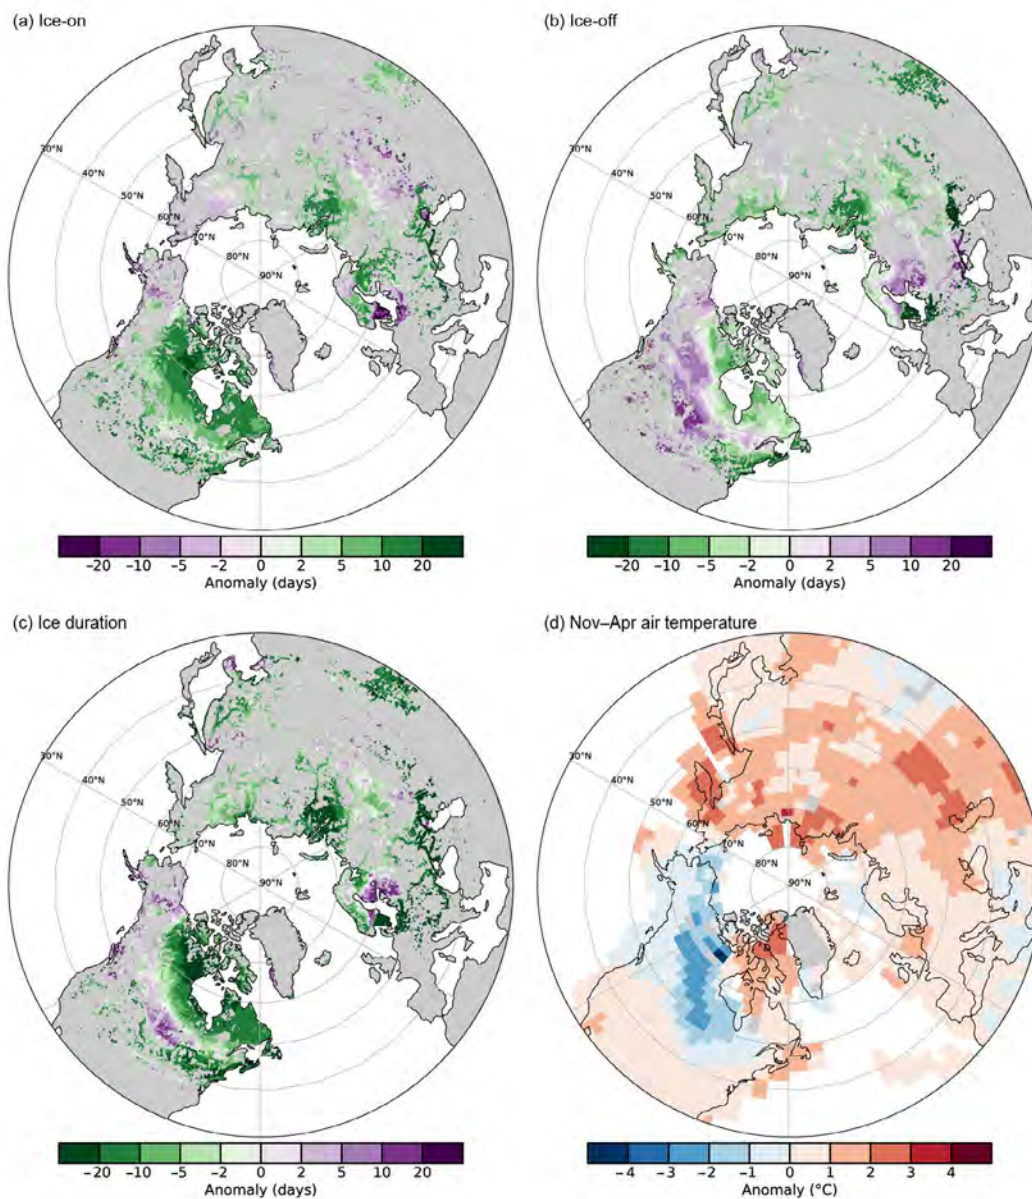 (a) Ice-on
(b) Ice-off
30°N
40°N
50°N
60°N
70°N
80°N
90°N
30°N
40°N
50°N
60°N
70°N
80°N
90°N
−20 −10 −5 −2 0 2 5 10 20
Anomaly (days)
−20 −10 −5 −2 0 2 5 10 20
Anomaly (days)
(c) Ice duration
(d) Nov–Apr air temperature
30°N
40°N
50°N
60°N
70°N
80°N
90°N
30°N
40°N
50°N
60°N
70°N
80°N
90°N
−20 −10 −5 −2 0 2 5 10 20
Anomaly (days)
−4 −3 −2 −1 0 1 2 3 4
Anomaly (°C)